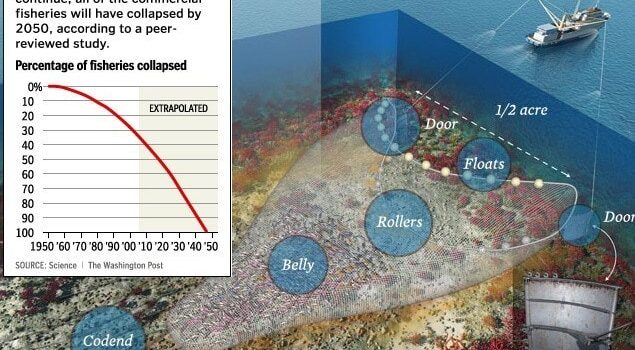 continue, all of the commercial
fisheries will have collapsed by
2050, according to a peer-
reviewed study.
Percentage of fisheries collapsed
0%
10
20
30
40
50
60
70
80
90
100
EXTRAPOLATED
1950 '60 '70 '80 '90 '00 '10 '20 '30 '40 '50
SOURCE: Science | The Washington Post
1/2 acre
Door
Floats
Rollers
Door
Belly
Codend